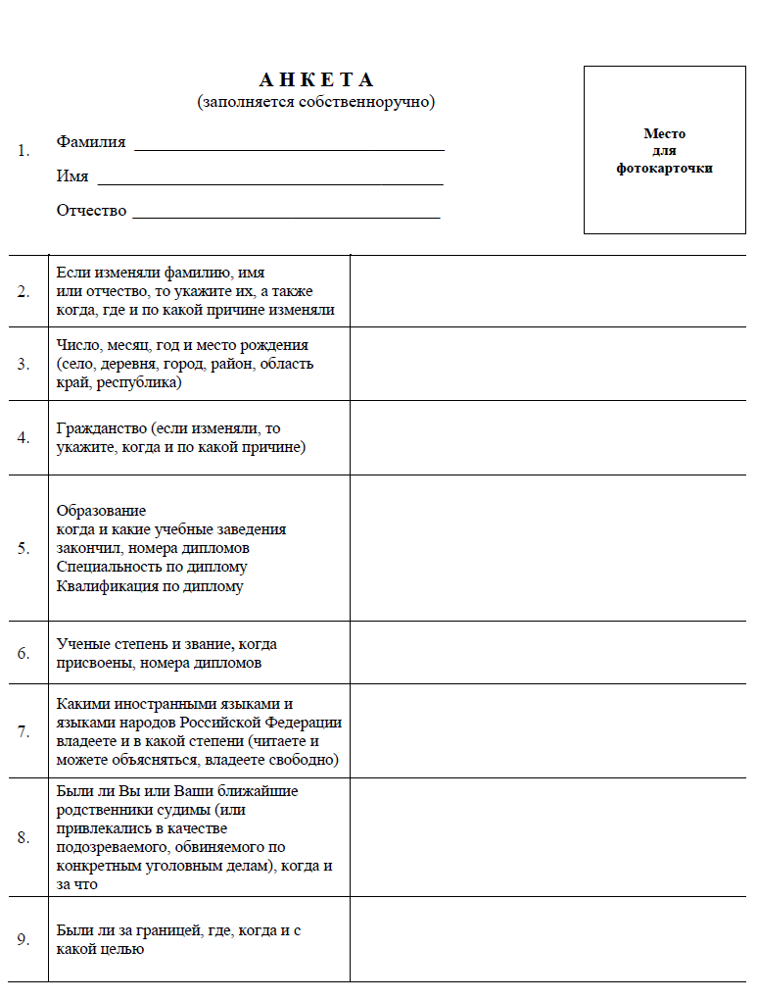 А Н К Е Т А
(заполняется собственноручно)
Место
для
фотокарточки
1.
Фамилия
Имя
Отчество
2.
Если изменяли фамилию, имя
или отчество, то укажите их, а также
когда, где и по какой причине изменяли
3.
Число, месяц, год и место рождения
(село, деревня, город, район, область
край, республика)
4.
Гражданство (если изменяли, то
укажите, когда и по какой причине)
5.
Образование
когда и какие учебные заведения
закончил, номера дипломов
Специальность по диплому
Квалификация по диплому
6.
Ученые степень и звание, когда
присвоены, номера дипломов
7.
Какими иностранными языками и
языками народов Российской Федерации
владеете и в какой степени (читаете и
можете объясняться, владеете свободно)
8.
Были ли Вы или Ваши ближайшие
родственники судимы (или
привлекались в качестве
подозреваемого, обвиняемого по
конкретным уголовным делам), когда и
за что
9.
Были ли за границей, где, когда и с
какой целью